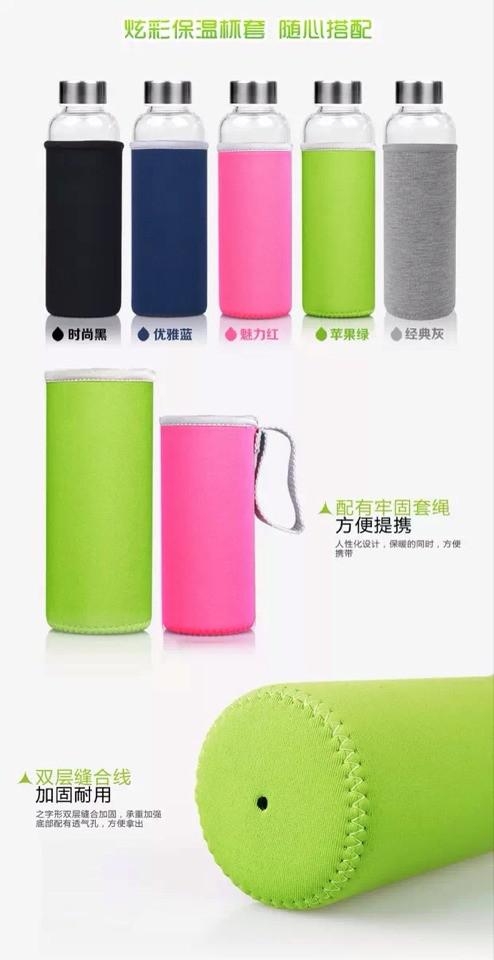 炫彩保温杯套 随心搭配
时尚黑 优雅蓝 魅力红 苹果绿 经典灰
配有牢固套绳
方便提携
人性化设计，保暖的同时，方便
携带
双层缝合线
加固耐用
之字形双层缝合加固，承重加强
底部配有透气孔，方便拿出